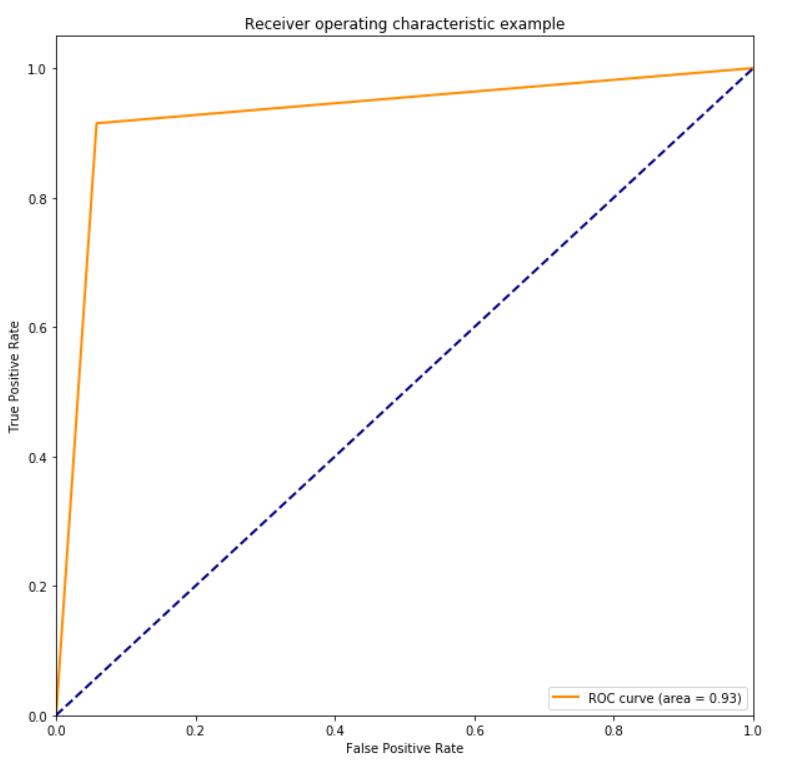 Receiver operating characteristic example
1.0
0.8
0.6
0.4
0.2
0.0
True Positive Rate
ROC curve (area = 0.93)
0.0 0.2 0.4 0.6 0.8 1.0
False Positive Rate